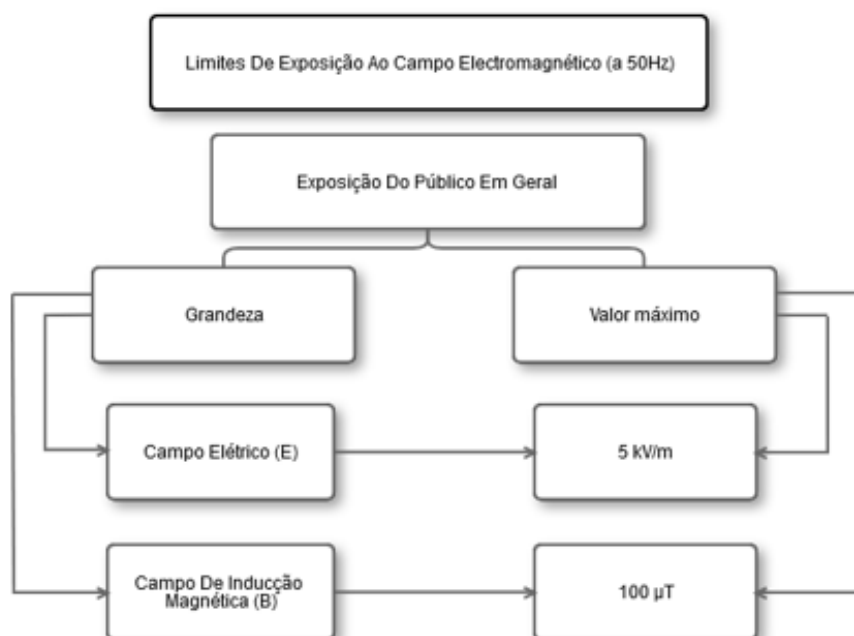 Limites De Exposição Ao Campo Electromagnético (a 50Hz)
Exposição Do Público Em Geral
Grandeza
Valor máximo
Campo Elétrico (E)
5 kV/m
Campo De Inducção
Magnética (B)
100 µT